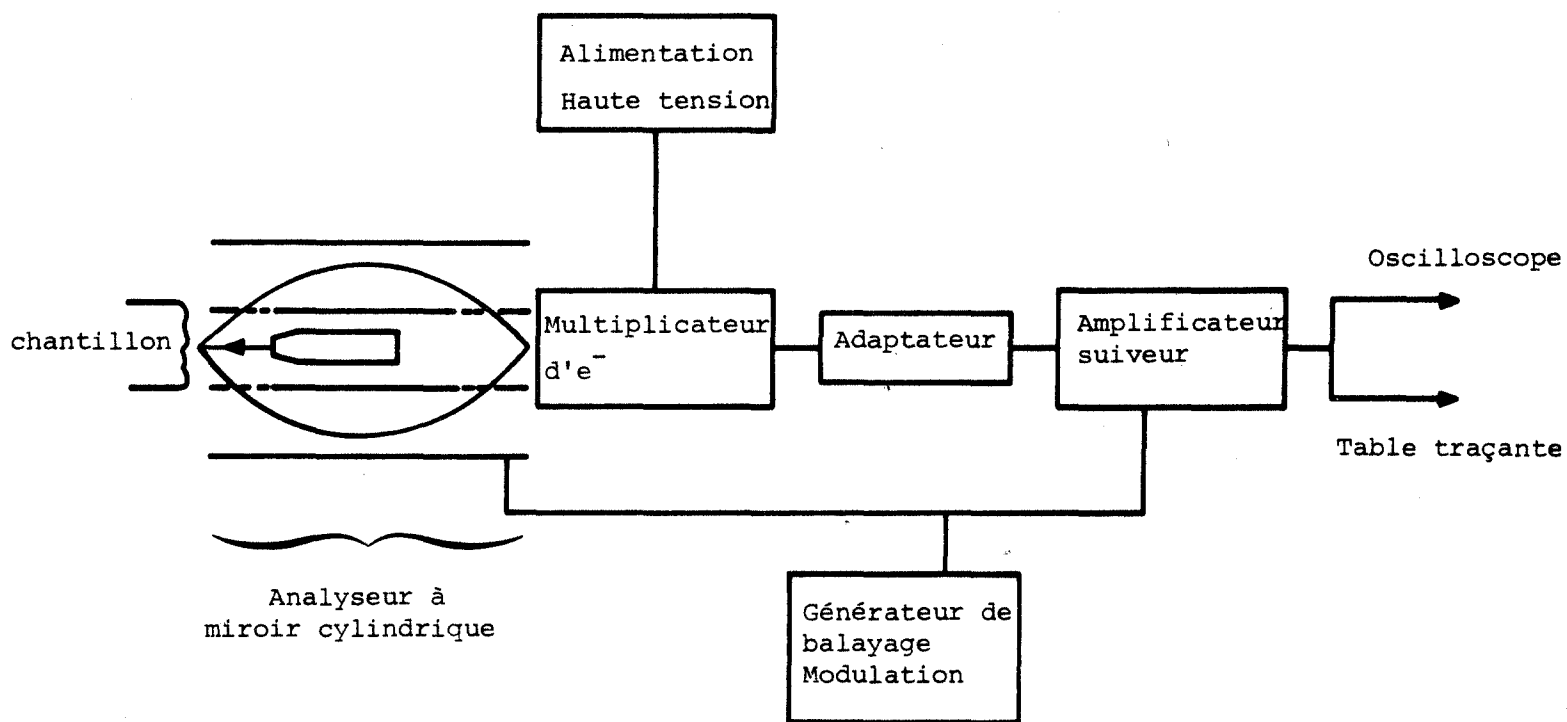 Alimentation
Haute tension
Oscilloscope
chantillon
Multiplicateur
d'e⁻
Adaptateur
Amplificateur
suiveur
Table traçante
Analyseur à
miroir cylindrique
Générateur de
balayage
Modulation